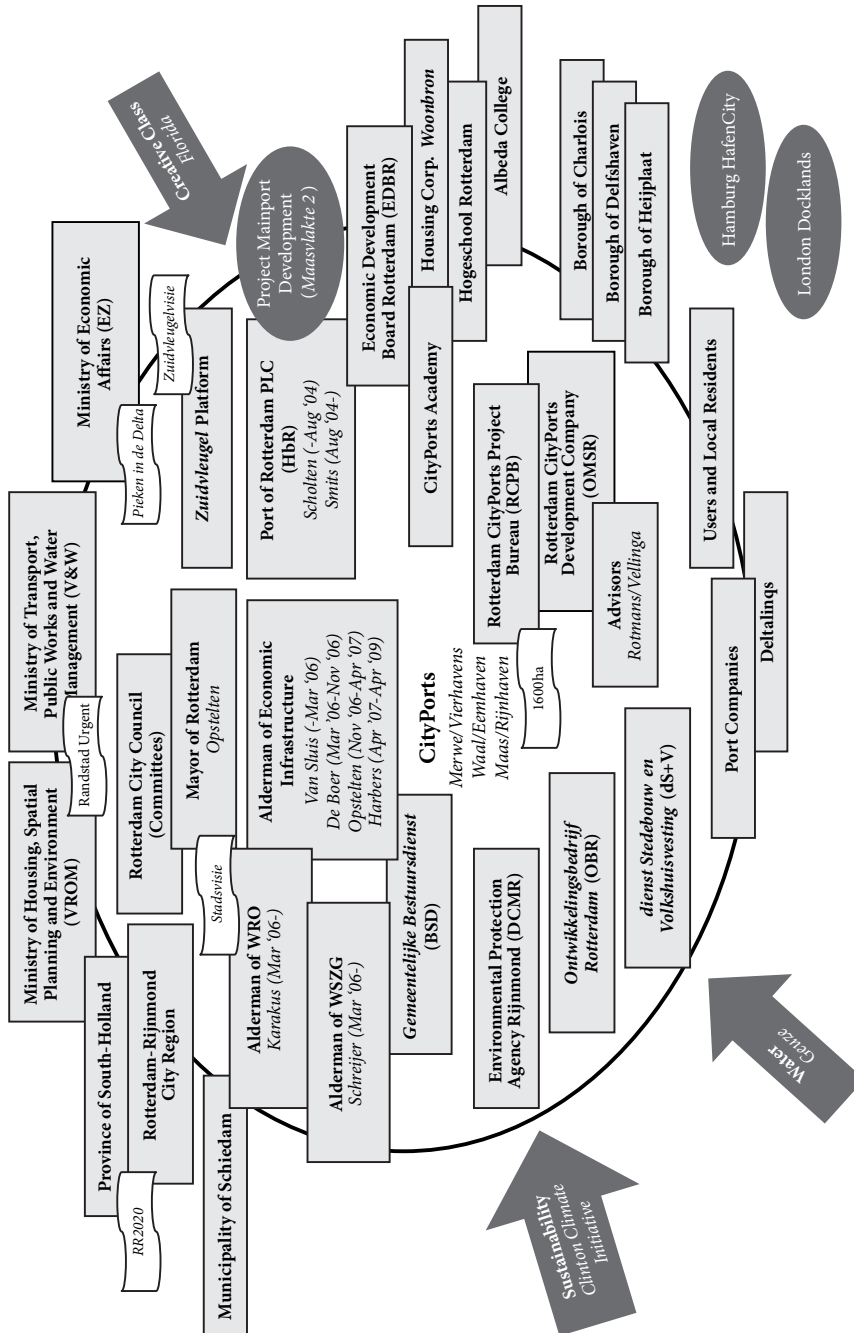 Ministry of Housing, Spatial
Planning and Environment
(VROM)
Ministry of Transport,
Public Works and Water
Management (V&W)
Randstad Urgent
Ministry of Economic
Affairs (EZ)
Pieken in de Delta
Creative Class
Florida
Province of South-Holland
RR2020
Rotterdam-Rijnmond
City Region
Rotterdam City Council
(Committees)
Zuidvleugelvisie
Zuidvleugel Platform
Municipality of Schiedam
Stadsvisie
Mayor of Rotterdam
Opstelten
Project Mainport
Development
(Maasvlakte 2)
Alderman of WRO
Karakus (Mar ‘06-)
Alderman of Economic
Infrastructure
Van Sluis (-Mar ‘06)
De Boer (Mar ’06-Nov ‘06)
Opstelten (Nov ‘06-Apr ‘07)
Harbers (Apr ’07-Apr ‘09)
Port of Rotterdam PLC
(HbR)
Scholten (-Aug ‘04)
Smits (Aug ‘04-)
Alderman of WSZG
Schreijer (Mar ‘06-)
Economic Development
Board Rotterdam (EDBR)
Gemeentelijke Bestuursdienst
(BSD)
CityPorts Academy
Housing Corp. Woonbron
Hogeschool Rotterdam
Albeda College
CityPorts
Merwe/Vierhavens
Waal/Eemhaven
Maas/Rijnhaven
1600ha
Environmental Protection
Agency Rijnmond (DCMR)
Rotterdam CityPorts Project
Bureau (RCPB)
Rotterdam CityPorts
Development Company
(OMSR)
Advisors
Rotmans/Vellinga
Borough of Charlois
Borough of Delfshaven
Borough of Heijplaat
Sustainability
Clinton Climate
Initiative
Ontwikkelingsbedrijf
Rotterdam (OBR)
dienst Stedebouw en
Volkshuisvesting (dS+V)
Users and Local Residents
Hamburg HafenCity
London Docklands
Water
Geuze
Port Companies
Deltalinqs